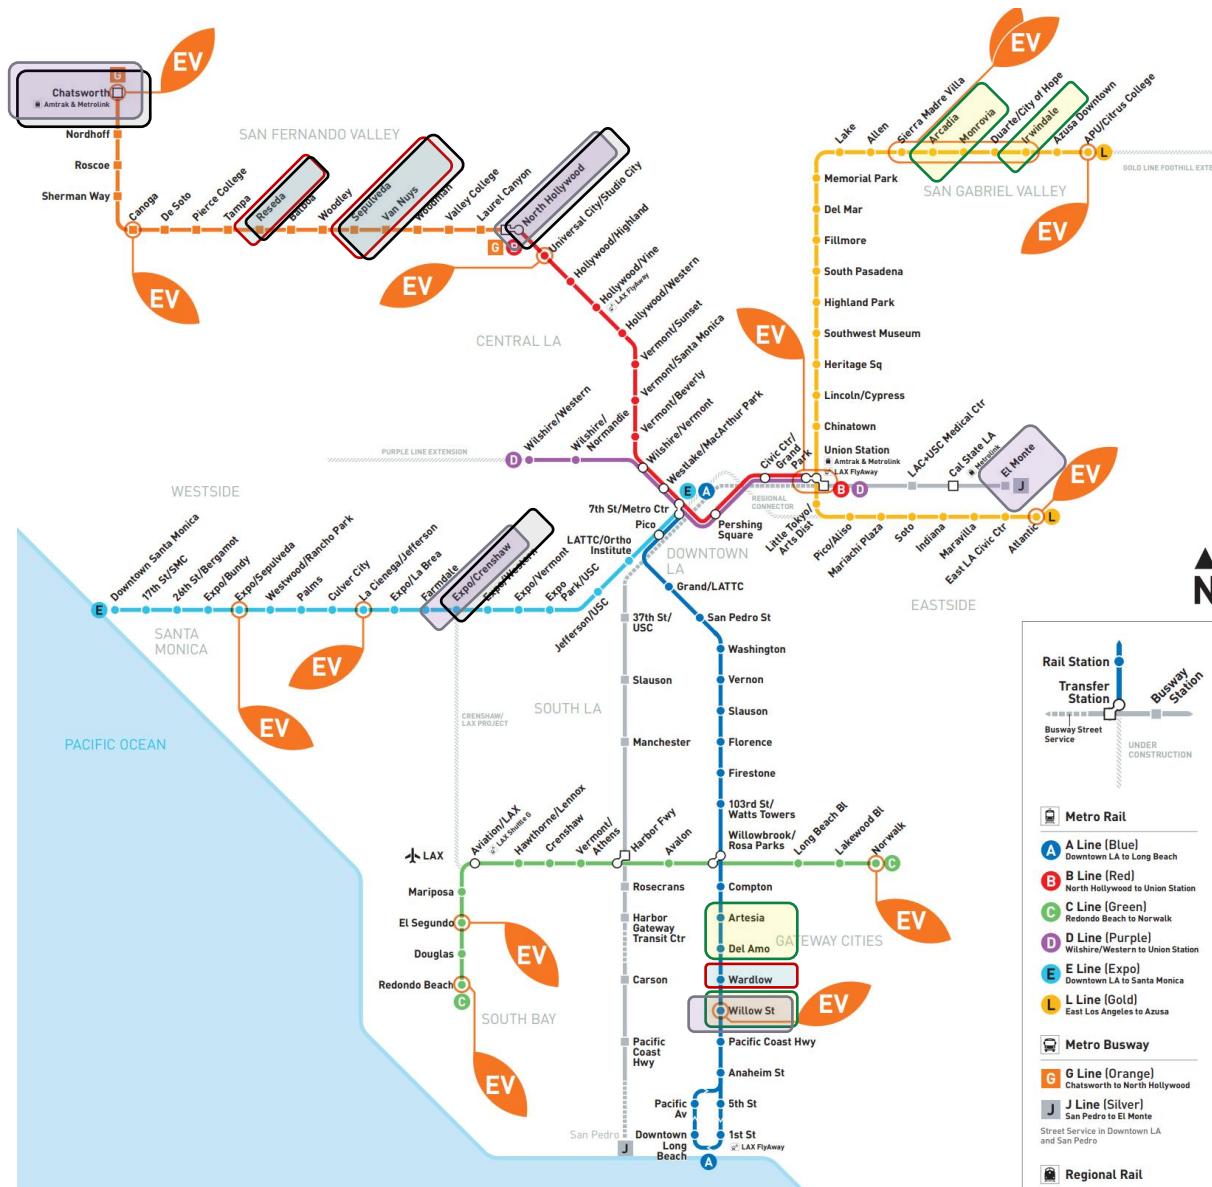 EV
EV
G
Chatsworth
Amtrak & Metrolink
Nordhoff
Roscoe
Sherman Way
SAN FERNANDO VALLEY
Canoga
De Soto
Pierce College
Tampa
Reseda
Balboa
Woodley
Sepulveda
Van Nuys
Woodman
Valley College
Laurel Canyon
North Hollywood
G
Universal City/Studio City
Hollywood/Highland
Hollywood/Vine
LAX FlyAway
Hollywood/Western
EV
EV
CENTRAL LA
Vermont/Sunset
Vermont/Santa Monica
Vermont/Beverly
Wilshire/Vermont
Westlake/MacArthur Park
Lake
Allen
Sierra Madre Villa
Arcadia
Monrovia
Duarte/City of Hope
Irwindale
Azusa Downtown
APU/Citrus College
L
GOLD LINE FOOTHILL EXTE
SAN GABRIEL VALLEY
EV
Memorial Park
Del Mar
Fillmore
South Pasadena
Highland Park
Southwest Museum
Heritage Sq
Lincoln/Cypress
Chinatown
EV
Union Station
Amtrak & Metrolink
LAX FlyAway
B
D
LAC+USC Medical Ctr
Cal State LA
Metrolink
El Monte
J
EV
PURPLE LINE EXTENSION
D
Wilshire/Western
Wilshire/
Normandie
E
A
Civic Ctr/
Grand
Park
REGIONAL
CONNECTOR
7th St/Metro Ctr
Pico
Pershing
Square
Little Tokyo/
Arts Dist
Pico/Aliso
Mariachi Plaza
Soto
Indiana
Maravilla
East LA Civic Ctr
Atlantic
L
WESTSIDE
LATTC/Ortho
Institute
DOWNTOWN
LA
EASTSIDE
E
Downtown Santa Monica
17th St/SMC
26th St/Bergamot
Expo/Bundy
Expo/Sepulveda
Westwood/Rancho Park
Palms
Culver City
La Cienega/Jefferson
Expo/La Brea
Farmdale
Expo/Crenshaw
Expo/Western
Expo/Vermont
Expo
Park/USC
Jefferson/USC
SANTA
MONICA
EV
EV
CRENSHAW/
LAX PROJECT
PACIFIC OCEAN
SOUTH LA
37th St/
USC
Slauson
Manchester
Grand/LATTC
San Pedro St
Washington
Vernon
Slauson
Florence
Firestone
103rd St/
Watts Towers
Willowbrook/
Rosa Parks
LAX
Aviation/LAX
LAX Shuttle G
Hawthorne/Lennox
Crenshaw
Vermont/
Athens
Harbor Fwy
Avalon
Long Beach Bl
Lakewood Bl
Norwalk
C
EV
Mariposa
El Segundo
Douglas
Redondo Beach
C
EV
EV
SOUTH BAY
Rosecrans
Harbor
Gateway
Transit Ctr
Carson
Pacific
Coast
Hwy
San Pedro
J
Compton
Artesia
Del Amo
GATEWAY CITIES
Wardlow
Willow St
EV
Pacific Coast Hwy
Anaheim St
Pacific
Av
5th St
Downtown
Long
Beach
1st St
LAX FlyAway
A
N
Rail Station
Transfer
Station
Busway
Station
Busway Street
Service
UNDER
CONSTRUCTION
Metro Rail
A
A Line (Blue)
Downtown LA to Long Beach
B
B Line (Red)
North Hollywood to Union Station
C
C Line (Green)
Redondo Beach to Norwalk
D
D Line (Purple)
Wilshire/Western to Union Station
E
E Line (Expo)
Downtown LA to Santa Monica
L
L Line (Gold)
East Los Angeles to Azusa
Metro Busway
G
G Line (Orange)
Chatsworth to North Hollywood
J
J Line (Silver)
San Pedro to El Monte
Street Service in Downtown LA
and San Pedro
Regional Rail
EV